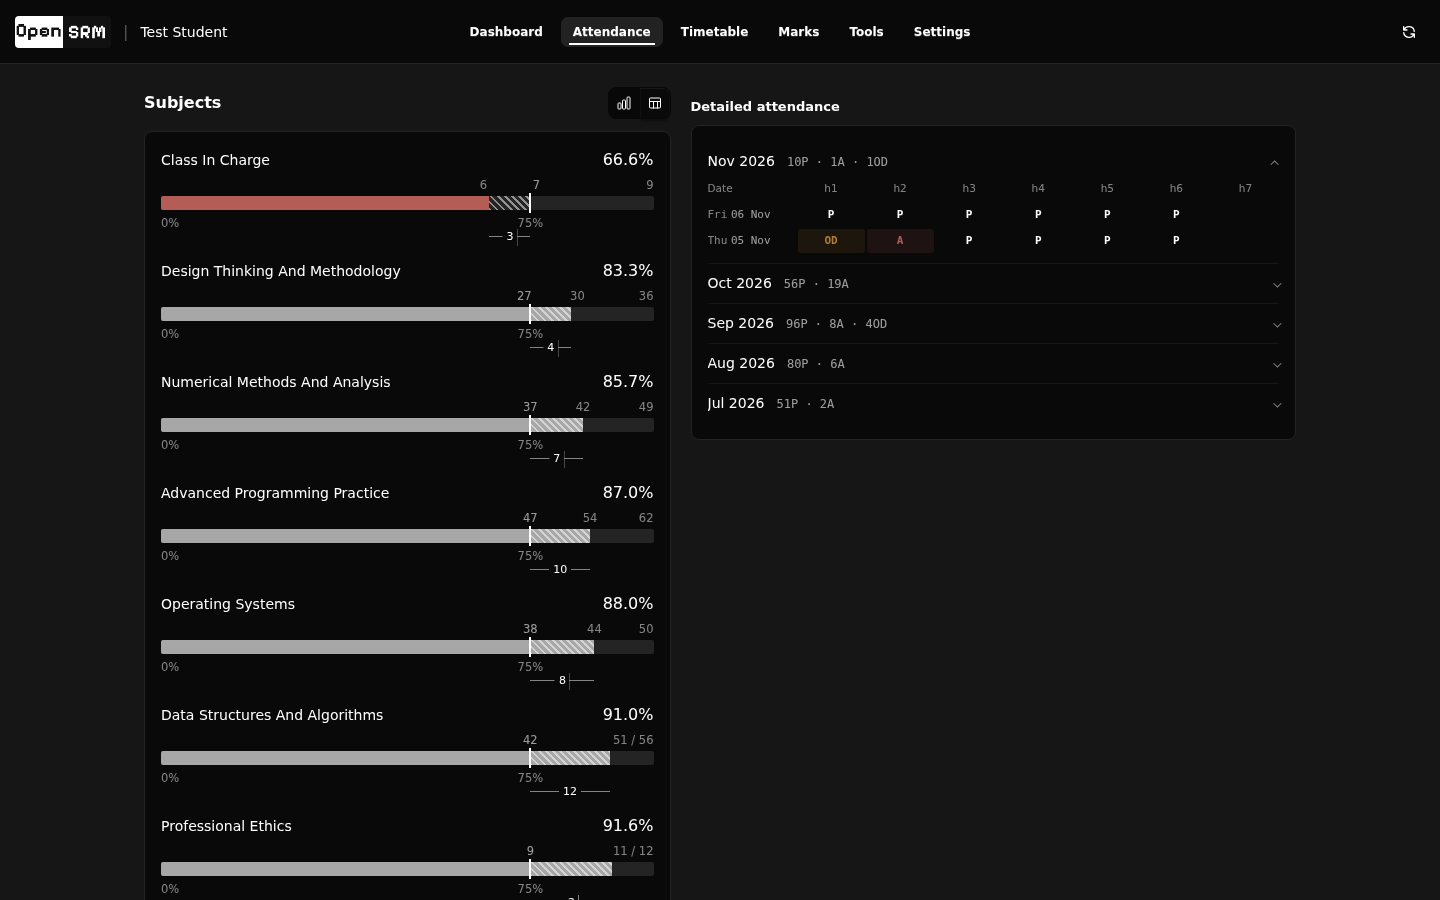 Open SRM | Test Student
Dashboard
Attendance
Timetable
Marks
Tools
Settings
Subjects
Class In Charge 66.6%
6 7 9
0% 75%
3
Design Thinking And Methodology 83.3%
27 30 36
0% 75%
4
Numerical Methods And Analysis 85.7%
37 42 49
0% 75%
7
Advanced Programming Practice 87.0%
47 54 62
0% 75%
10
Operating Systems 88.0%
38 44 50
0% 75%
8
Data Structures And Algorithms 91.0%
42 51 / 56
0% 75%
12
Professional Ethics 91.6%
9 11 / 12
0% 75%
Detailed attendance
Nov 2026 10P · 1A · 1OD
Date h1 h2 h3 h4 h5 h6 h7
Fri 06 Nov P P P P P P
Thu 05 Nov OD A P P P P
Oct 2026 56P · 19A
Sep 2026 96P · 8A · 4OD
Aug 2026 80P · 6A
Jul 2026 51P · 2A